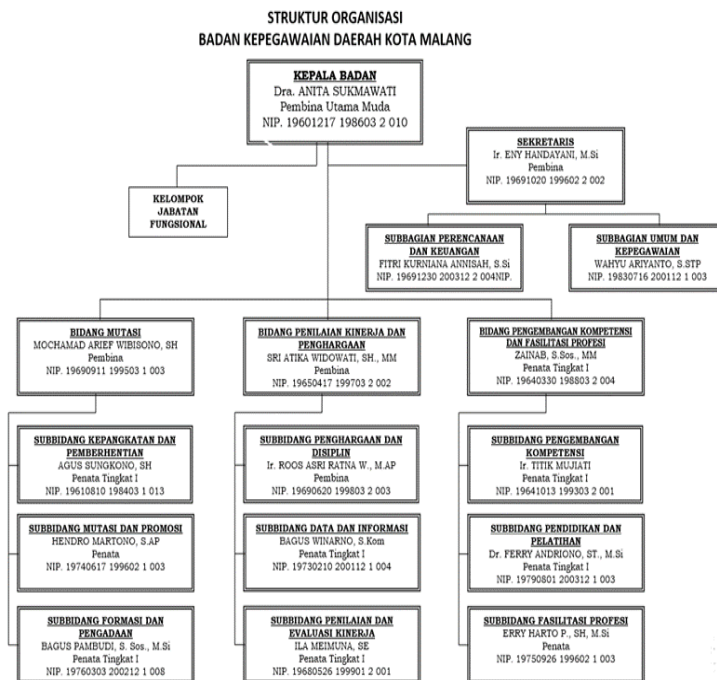 STRUKTUR ORGANISASI
BADAN KEPEGAWAIAN DAERAH KOTA MALANG
KEPALA BADAN
Dra. ANITA SUKMAWATI
Pembina Utama Muda
NIP. 19601217 198603 2 010
SEKRETARIS
Ir. ENY HANDAYANI, M.Si
Pembina
NIP. 19691020 199602 2 002
KELOMPOK
JABATAN
FUNGSIONAL
SUBBAGIAN PERENCANAAN
DAN KEUANGAN
FITRI KURNIANA ANNISAH, S.Si
NIP. 19691230 200312 2 004NIP.
SUBBAGIAN UMUM DAN
KEPEGAWAIAN
WAHYU ARIYANTO, S.STP
NIP. 19830716 200112 1 003
BIDANG MUTASI
MOCHAMAD ARIEF WIBISONO, SH
Pembina
NIP. 19690911 199503 1 003
BIDANG PENILAIAN KINERJA DAN
PENGHARGAAN
SRI ATIKA WIDOWATI, SH., MM
Pembina
NIP. 19650417 199703 2 002
BIDANG PENGEMBANGAN KOMPETENSI
DAN FASILITASI PROFESI
ZAINAB, S.Sos., MM
Penata Tingkat I
NIP. 19640330 198803 2 004
SUBBIDANG KEPANGKATAN DAN
PEMBERHENTIAN
AGUS SUNGKONO, SH
Penata Tingkat I
NIP. 19610810 198403 1 013
SUBBIDANG PENGHARGAAN DAN
DISIPLIN
Ir. ROOS ASRI RATNA W., M.AP
Pembina
NIP. 19690620 199803 2 003
SUBBIDANG PENGEMBANGAN
KOMPETENSI
Ir. TITIK MUJIATI
Penata Tingkat I
NIP. 19641013 199303 2 001
SUBBIDANG MUTASI DAN PROMOSI
HENDRO MARTONO, S.AP
Penata
NIP. 19740617 199602 1 003
SUBBIDANG DATA DAN INFORMASI
BAGUS WINARNO, S.Kom
Penata Tingkat I
NIP. 19730210 200112 1 004
SUBBIDANG PENDIDIKAN DAN
PELATIHAN
Dr. FERRY ANDRIONO, ST., M.Si
Penata Tingkat I
NIP. 19790801 200312 1 003
SUBBIDANG FORMASI DAN
PENGADAAN
BAGUS PAMBUDI, S. Sos., M.Si
Penata Tingkat I
NIP. 19760303 200212 1 008
SUBBIDANG PENILAIAN DAN
EVALUASI KINERJA
ILA MEIMUNA, SE
Penata Tingkat I
NIP. 19680526 199901 2 001
SUBBIDANG FASILITASI PROFESI
ERRY HARTO P., SH, M.Si
Penata
NIP. 19750926 199602 1 003